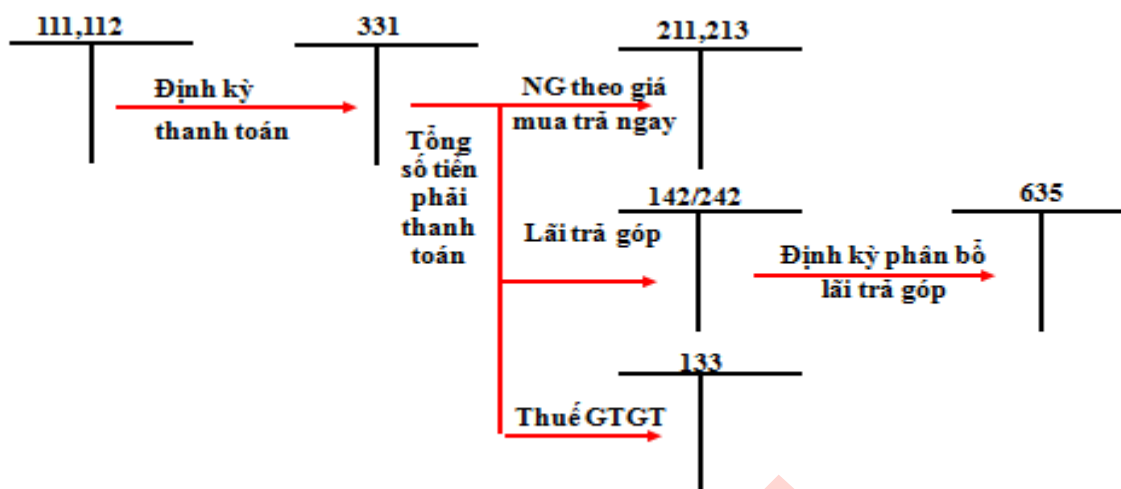 111,112
331
211,213
Định kỳ
thanh toán
NG theo giá
mua trả ngay
Tổng
số tiền
phải
thanh
toán
142/242
635
Lãi trả góp
Định kỳ phân bổ
lãi trả góp
133
Thuế GTGT